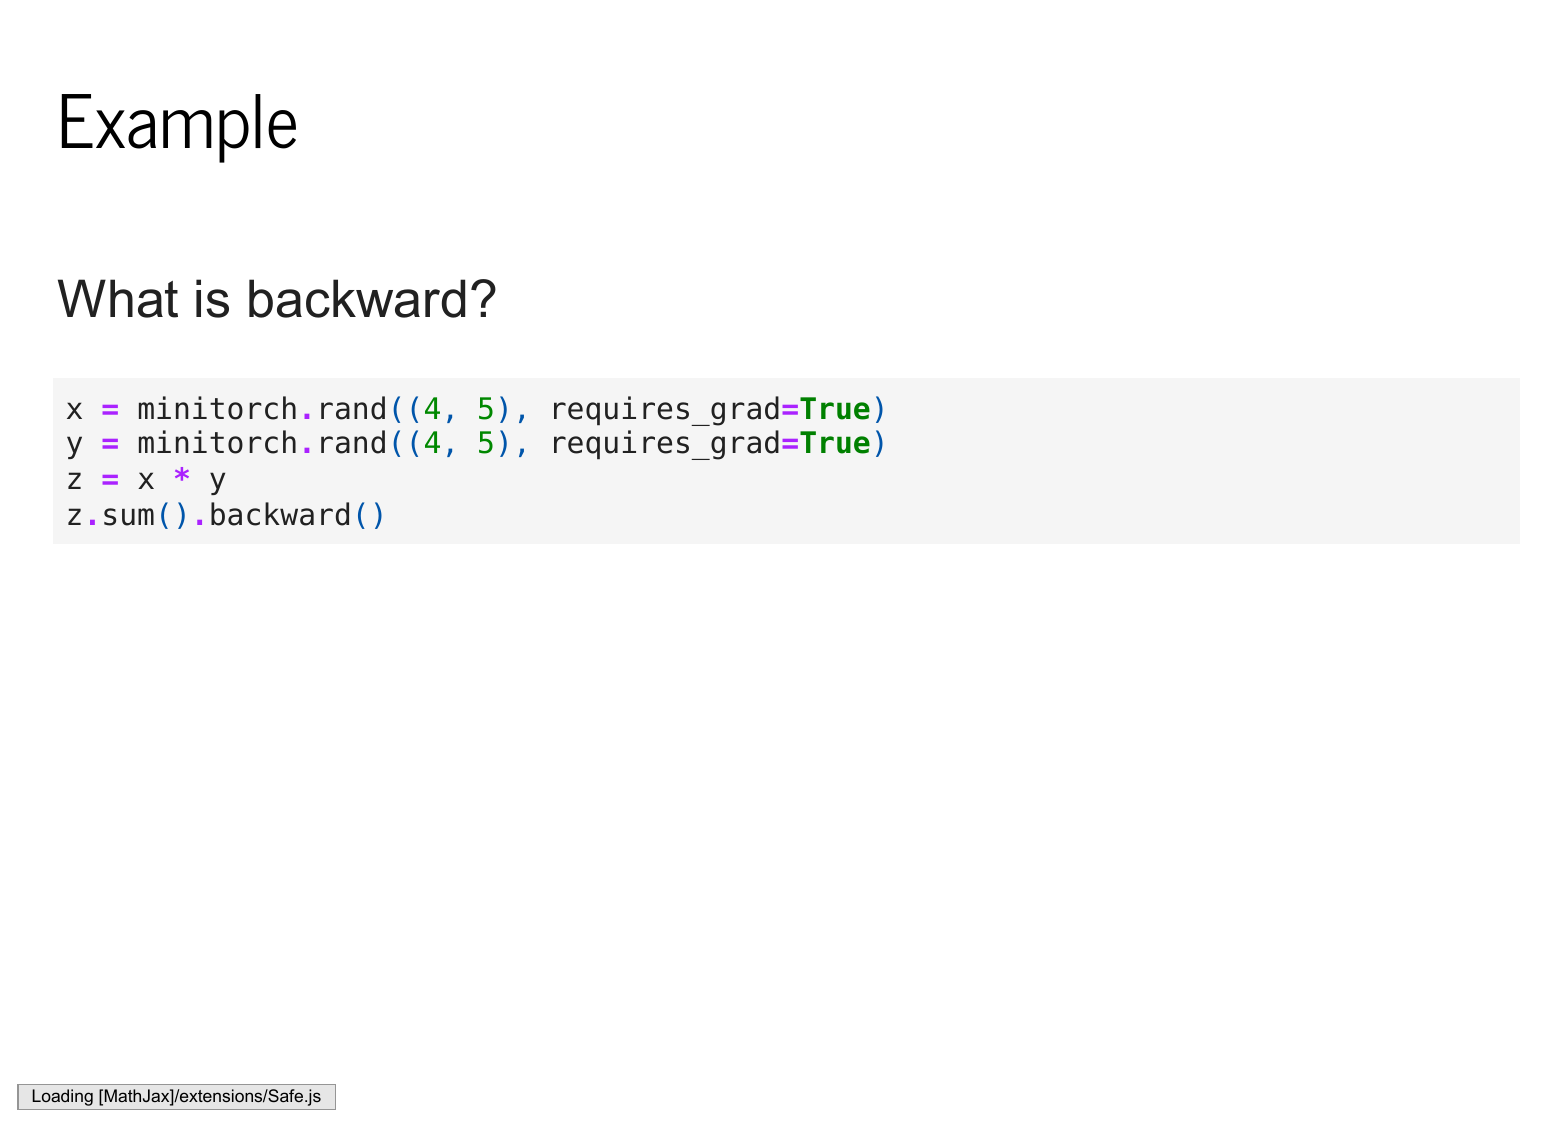 Example
What is backward?
x = minitorch.rand((4, 5), requires_grad=True)
y = minitorch.rand((4, 5), requires_grad=True)
z = x * y
z.sum().backward()
Loading [MathJax]/extensions/Safe.js